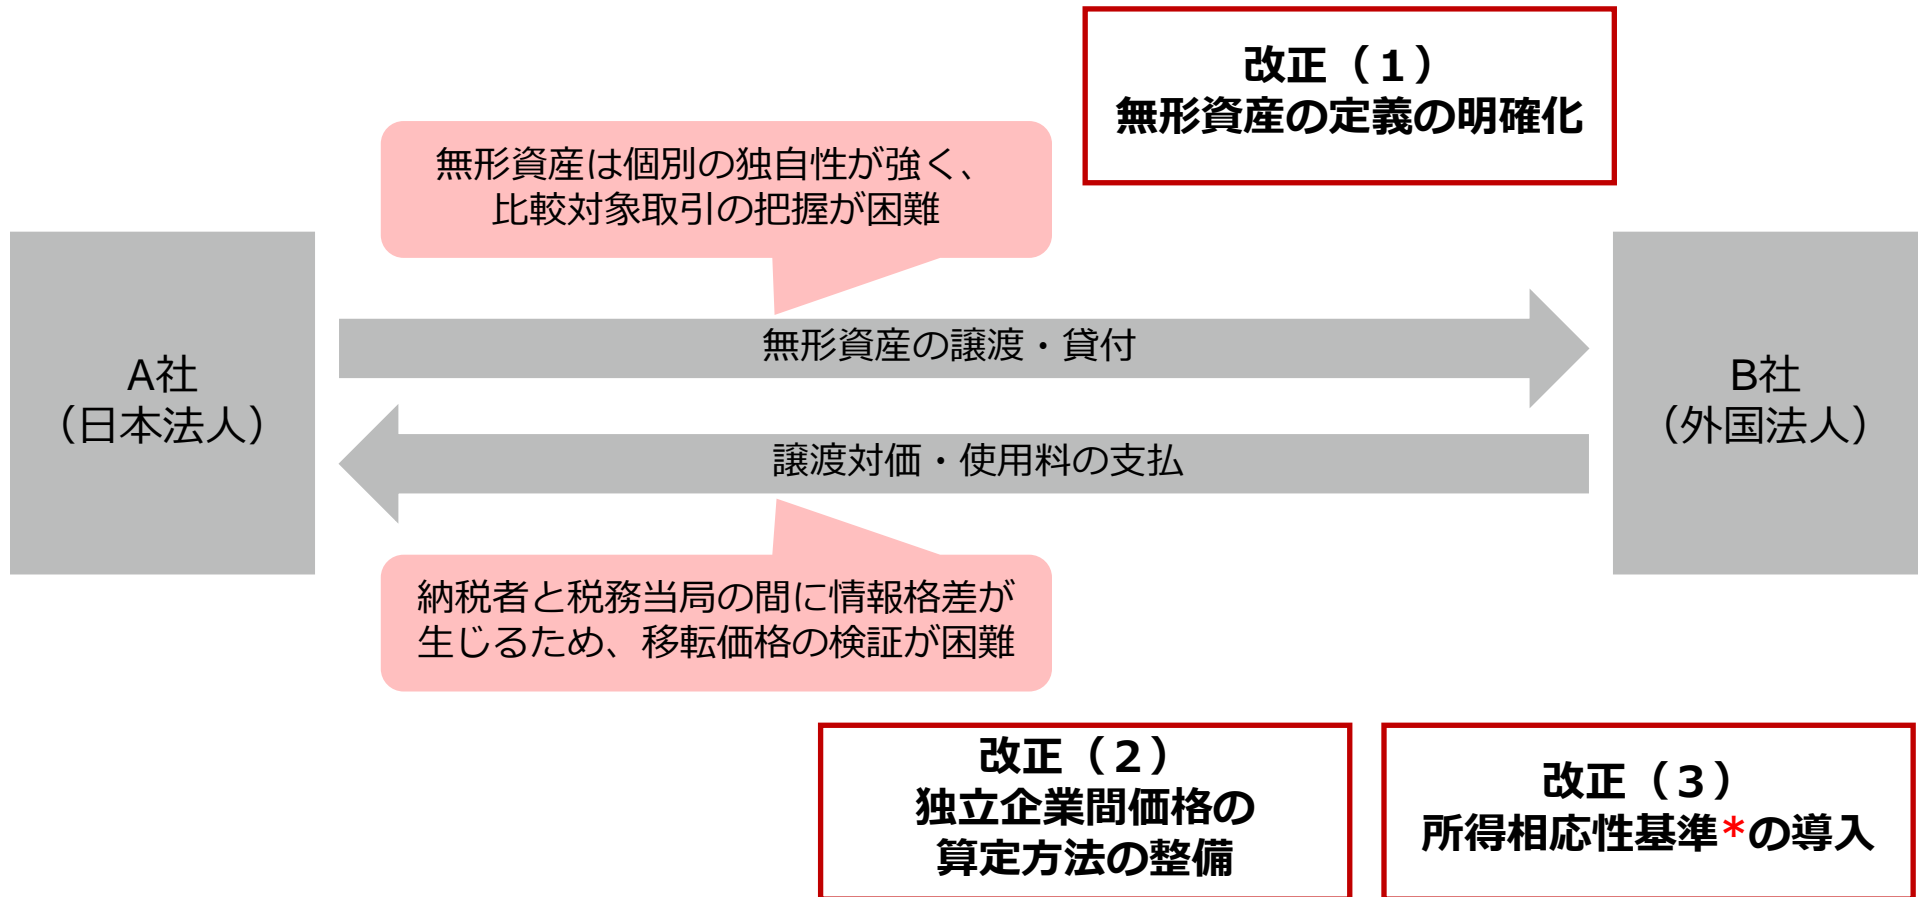 改正（１）
無形資産の定義の明確化
無形資産は個別の独自性が強く、
比較対象取引の把握が困難
A社
（日本法人）
無形資産の譲渡・貸付
B社
（外国法人）
譲渡対価・使用料の支払
納税者と税務当局の間に情報格差が
生じるため、移転価格の検証が困難
改正（２）
独立企業間価格の
算定方法の整備
改正（３）
所得相応性基準*の導入